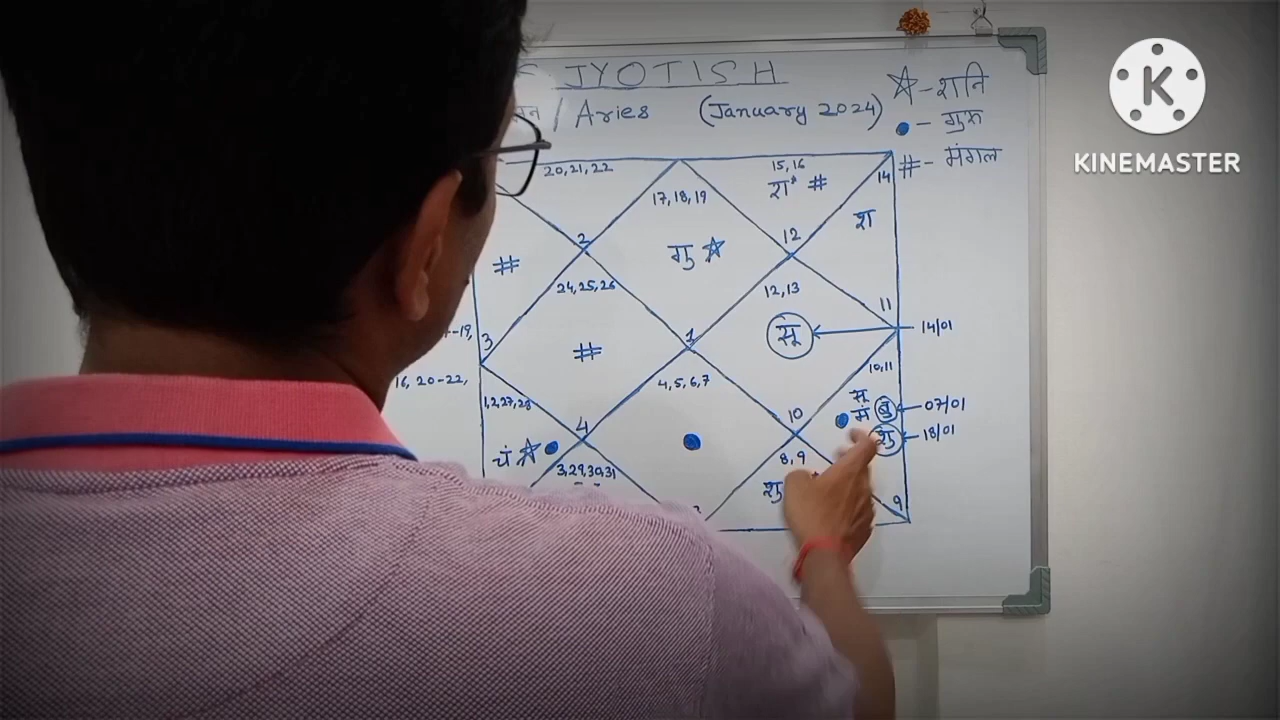 JYOTISH
/ Aries (January 2024)
☆ - शनि
● - गुरु
# - मंगल
KINEMASTER
20, 21, 22
15, 16
17, 18, 19
14
रा* #
श
2
12
गु ☆
#
24, 25, 26
12, 13
11
सू
14/01
3
1
#
16, 20-22,
4, 5, 6, 7
10, 11
1, 2, 27, 28
सू
मं बु
07/01
10
4
शु
18/01
चं ☆
8, 9
3, 29, 30, 31
शु
9